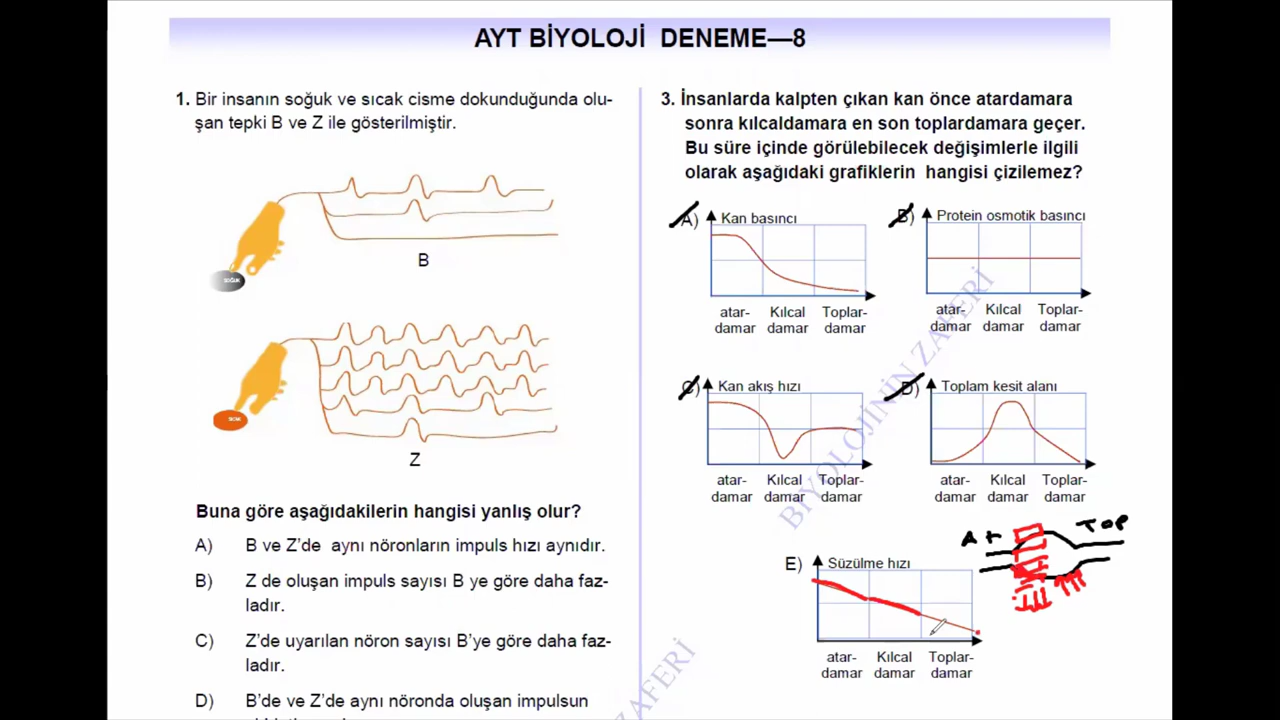 AYT BİYOLOJİ DENEME—8
1. Bir insanın soğuk ve sıcak cisme dokunduğunda olu-
şan tepki B ve Z ile gösterilmiştir.
SOĞUK
B
SICAK
Z
Buna göre aşağıdakilerin hangisi yanlış olur?
A) B ve Z'de aynı nöronların impuls hızı aynıdır.
B) Z de oluşan impuls sayısı B ye göre daha faz-
ladır.
C) Z'de uyarılan nöron sayısı B'ye göre daha faz-
ladır.
D) B'de ve Z'de aynı nöronda oluşan impulsun
3. İnsanlarda kalpten çıkan kan önce atardamara
sonra kılcaldamara en son toplardamara geçer.
Bu süre içinde görülebilecek değişimlerle ilgili
olarak aşağıdaki grafiklerin hangisi çizilemez?
A) Kan basıncı
atar-
damar
Kılcal
damar
Toplar-
damar
B) Protein osmotik basıncı
atar-
damar
Kılcal
damar
Toplar-
damar
C) Kan akış hızı
atar-
damar
Kılcal
damar
Toplar-
damar
D) Toplam kesit alanı
atar-
damar
Kılcal
damar
Toplar-
damar
At
TOP
E) Süzülme hızı
atar-
damar
Kılcal
damar
Toplar-
damar
BİYOLOJİNİN ZAFERİ
ZAFERİ